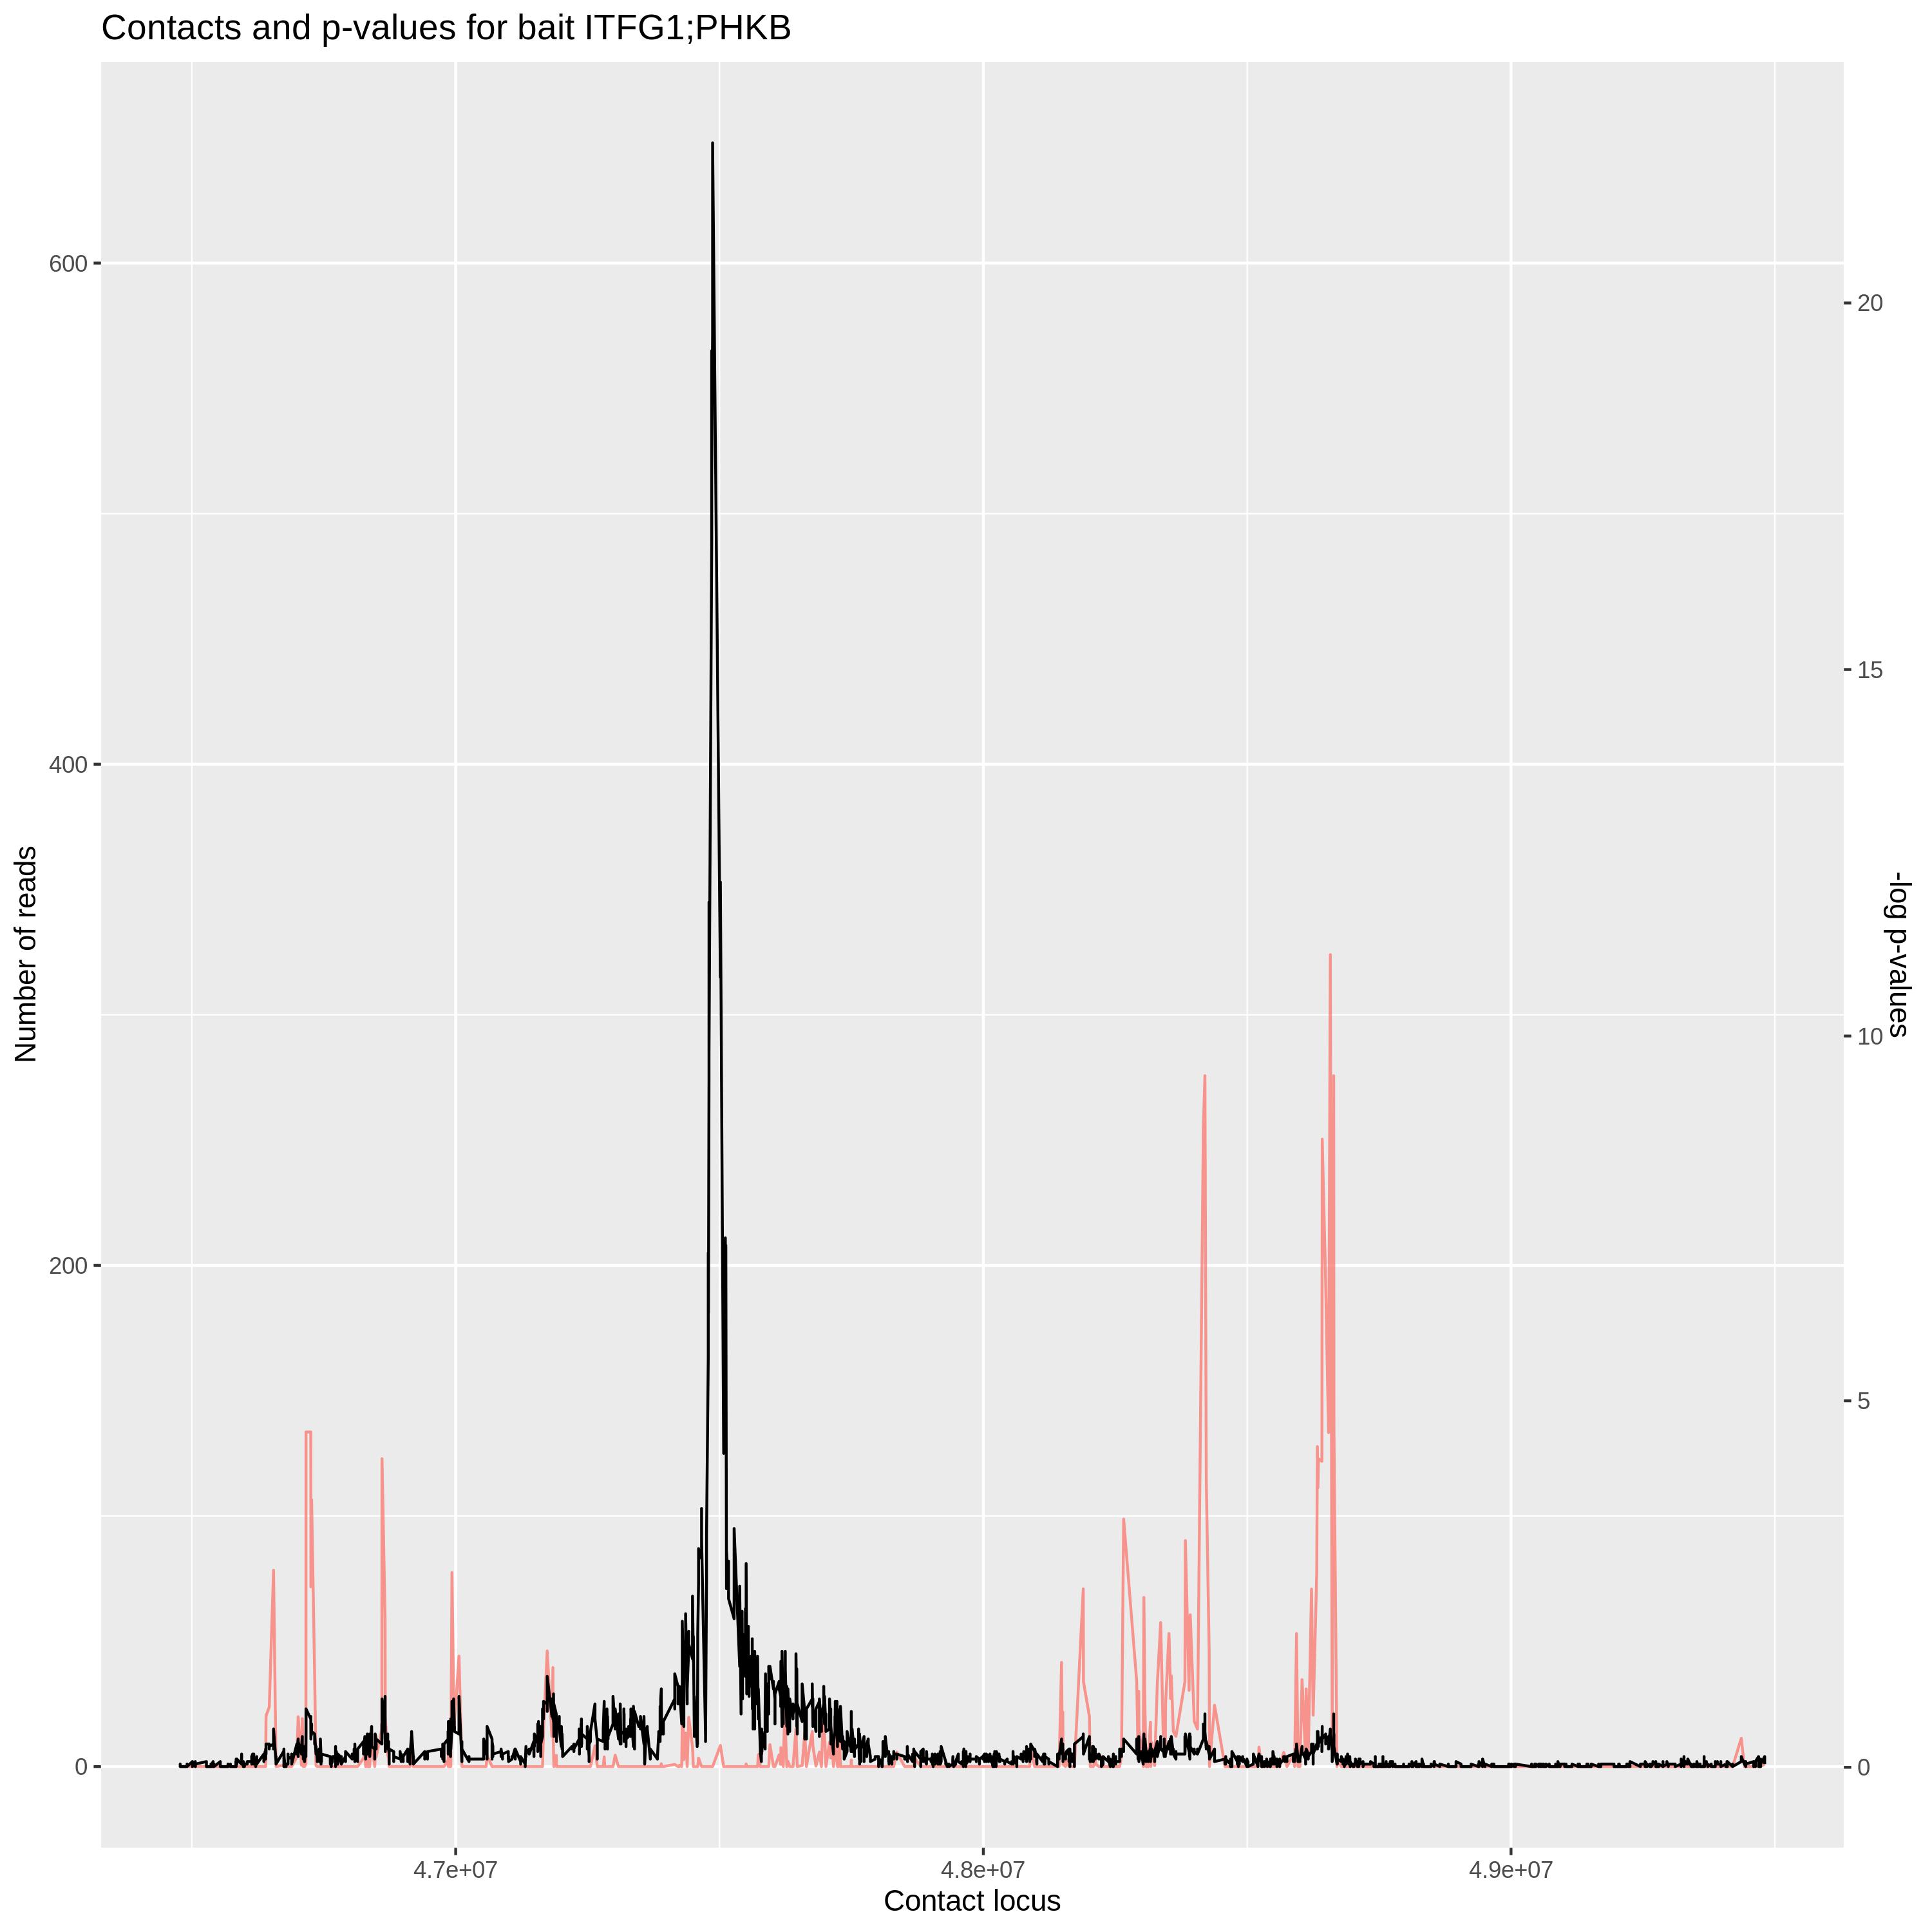 Contacts and p-values for bait ITFG1;PHKB
600
400
200
0
Number of reads
20
15
10
5
0
-log p-values
4.7e+07
4.8e+07
4.9e+07
Contact locus